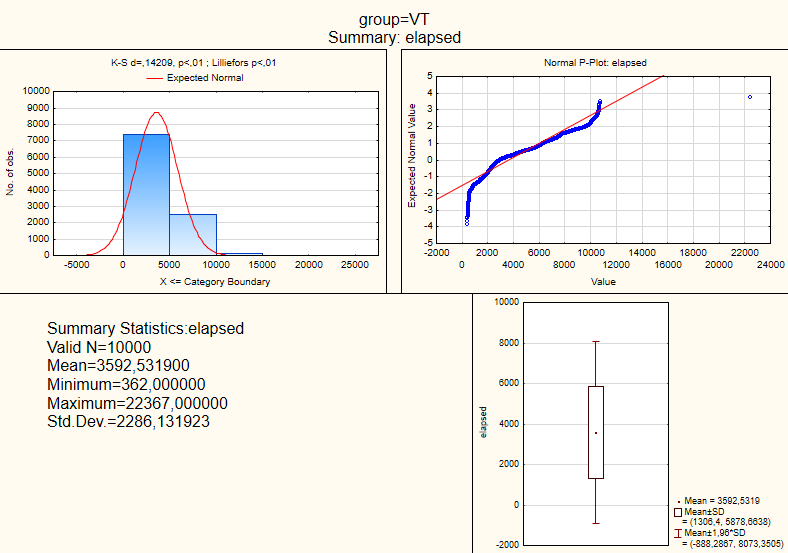 group=VT
Summary: elapsed
K-S d=,14209, p<,01 ; Lilliefors p<,01
Expected Normal
10000
9000
8000
7000
6000
5000
4000
3000
2000
1000
0
No. of obs.
-5000 0 5000 10000 15000 20000 25000
X <= Category Boundary
Normal P-Plot: elapsed
5
4
3
2
1
0
-1
-2
-3
-4
-5
Expected Normal Value
-2000 2000 6000 10000 14000 18000 22000
0 4000 8000 12000 16000 20000 24000
Value
Summary Statistics:elapsed
Valid N=10000
Mean=3592,531900
Minimum=362,000000
Maximum=22367,000000
Std.Dev.=2286,131923
10000
8000
6000
4000
2000
0
-2000
elapsed
Mean = 3592,5319
Mean±SD
= (1306,4, 5878,6638)
Mean±1,96*SD
= (-888,2867, 8073,3505)